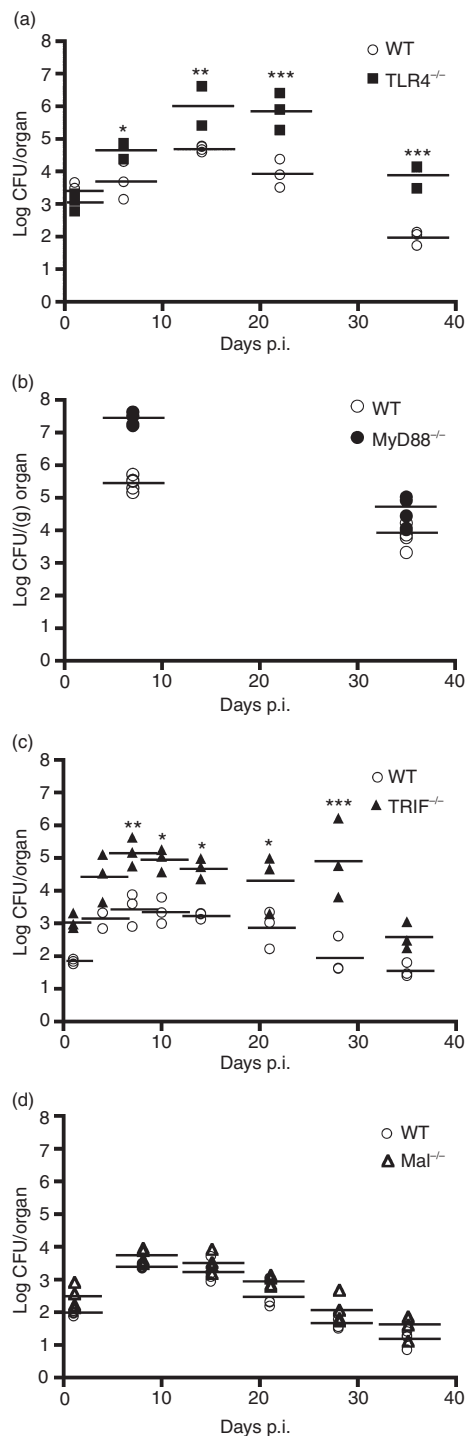 (a)
8
7
6
5
4
3
2
1
0
Log CFU/organ
WT
TLR4−/−
*
**
***
***
0 10 20 30 40
Days p.i.
(b)
8
7
6
5
4
3
2
1
0
Log CFU/(g) organ
WT
MyD88−/−
0 10 20 30 40
Days p.i.
(c)
8
7
6
5
4
3
2
1
0
Log CFU/organ
WT
TRIF−/−
**
*
*
*
***
0 10 20 30 40
Days p.i.
(d)
8
7
6
5
4
3
2
1
0
Log CFU/organ
WT
Mal−/−
0 10 20 30 40
Days p.i.